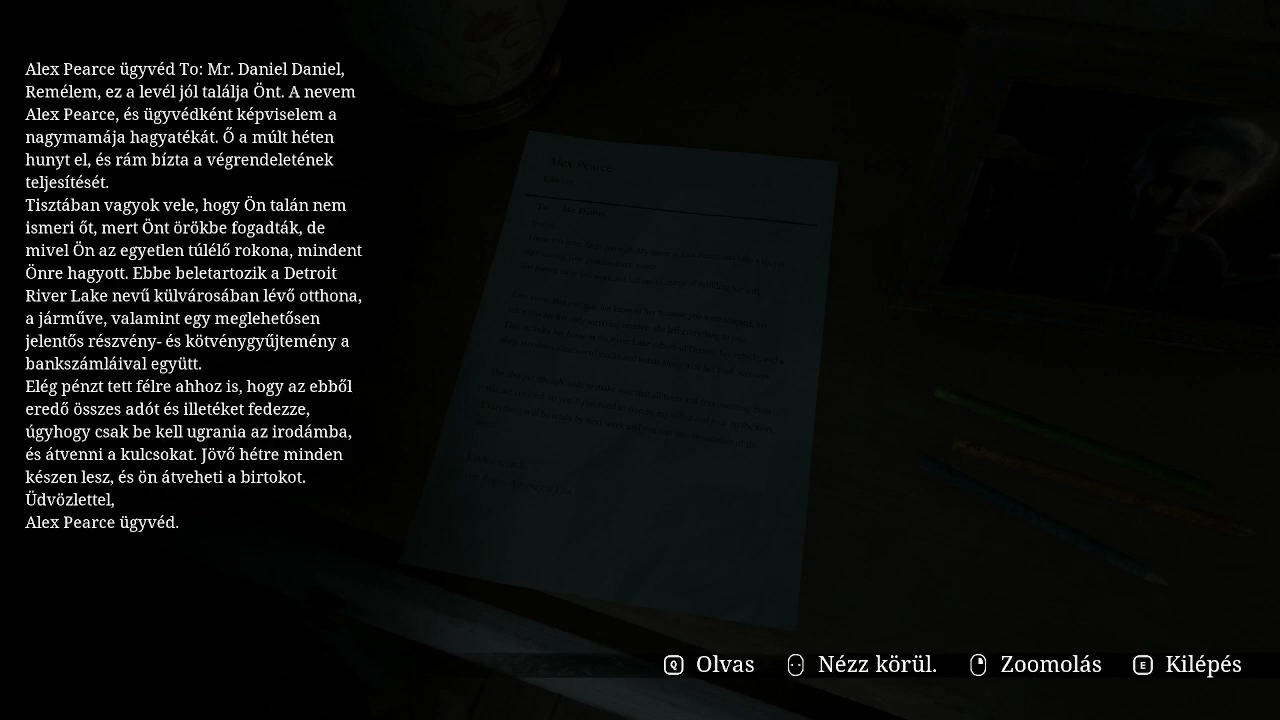 Alex Pearce ügyvéd To: Mr. Daniel Daniel,
Remélem, ez a levél jól találja Önt. A nevem
Alex Pearce, és ügyvédként képviselem a
nagymamája hagyatékát. Ő a múlt héten
hunyt el, és rám bízta a végrendeletének
teljesítését.
Tisztában vagyok vele, hogy Ön talán nem
ismeri őt, mert Önt örökbe fogadták, de
mivel Ön az egyetlen túlélő rokona, mindent
Önre hagyott. Ebbe beletartozik a Detroit
River Lake nevű külvárosában lévő otthona,
a járműve, valamint egy meglehetősen
jelentős részvény- és kötvénygyűjtemény a
bankszámláival együtt.
Elég pénzt tett félre ahhoz is, hogy az ebből
eredő összes adót és illetéket fedezze,
úgyhogy csak be kell ugrania az irodámba,
és átvenni a kulcsokat. Jövő hétre minden
készen lesz, és ön átveheti a birtokot.
Üdvözlettel,
Alex Pearce ügyvéd.
Alex Pearce
To: Mr. Daniel
Q Olvas Nézz körül. Zoomolás E Kilépés